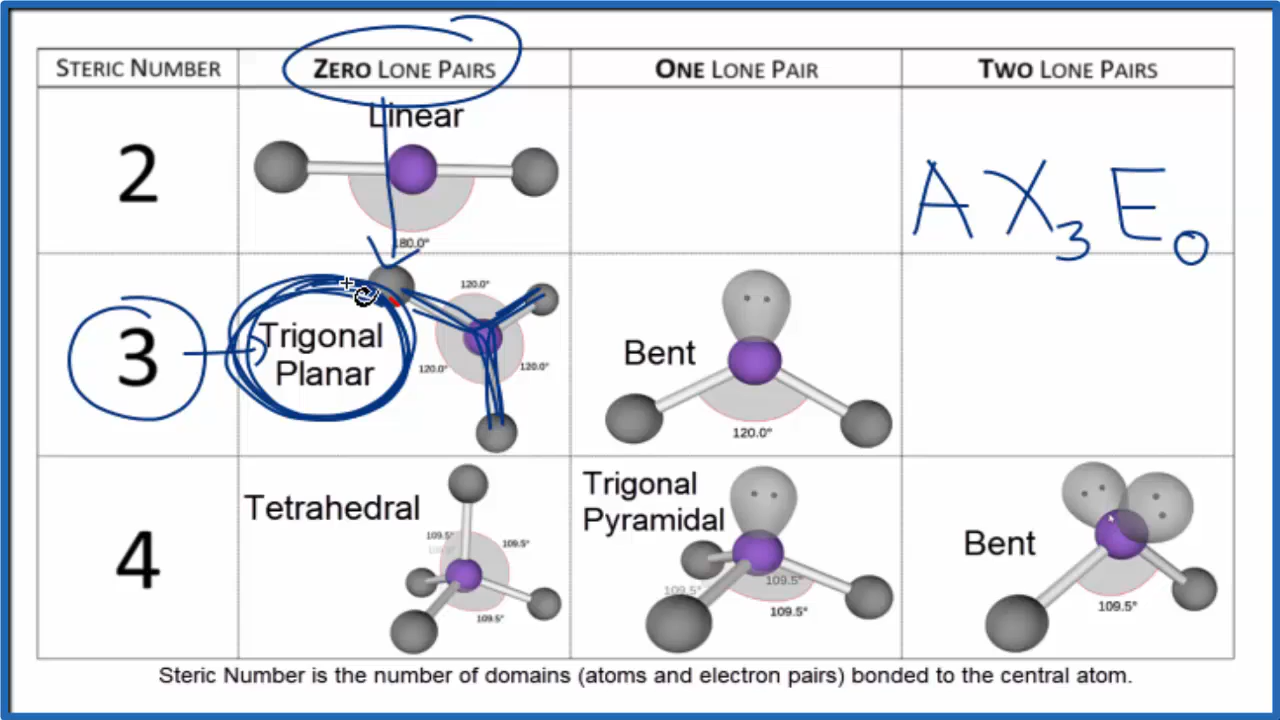 STERIC NUMBER ZERO LONE PAIRS ONE LONE PAIR TWO LONE PAIRS
2
Linear
180.0°
AX3E0
3
Trigonal
Planar
120.0°
120.0°
120.0°
Bent
120.0°
4
Tetrahedral
109.5°
109.5°
109.5°
Trigonal
Pyramidal
109.5°
109.5°
109.5°
Bent
109.5°
Steric Number is the number of domains (atoms and electron pairs) bonded to the central atom.